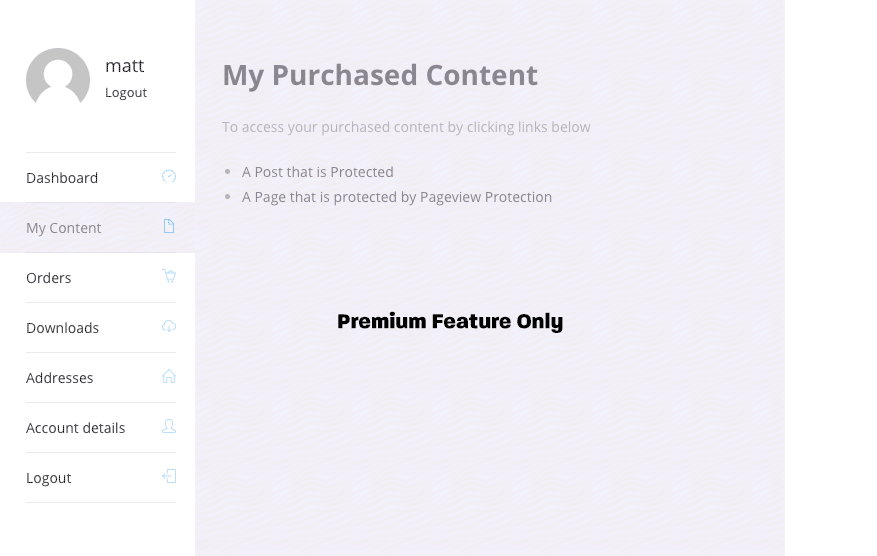 matt
Logout
Dashboard
My Content
Orders
Downloads
Addresses
Account details
Logout
My Purchased Content
To access your purchased content by clicking links below
A Post that is Protected
A Page that is protected by Pageview Protection
Premium Feature Only